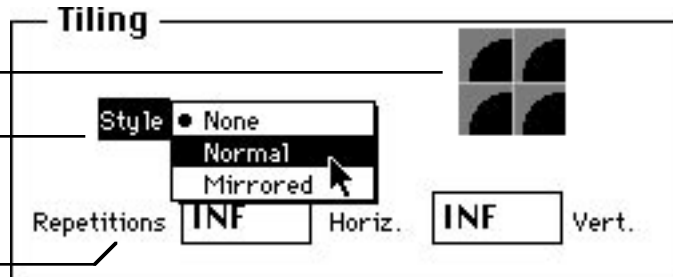 Tiling
Style • None
Normal
Mirrored
Repetitions INF Horiz. INF Vert.